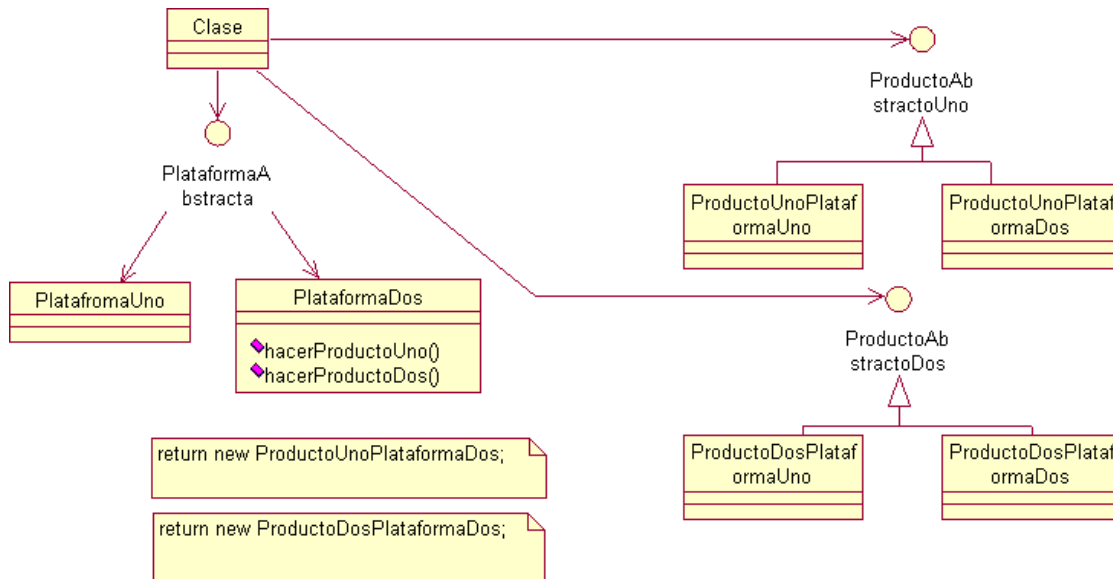 Clase
ProductoAb
stractoUno
PlataformaA
bstracta
ProductoUnoPlataf
ormaUno
ProductoUnoPlataf
ormaDos
PlatafromaUno
PlataformaDos
hacerProductoUno()
hacerProductoDos()
ProductoAb
stractoDos
ProductoDosPlataf
ormaUno
ProductoDosPlataf
ormaDos
return new ProductoUnoPlataformaDos;
return new ProductoDosPlataformaDos;